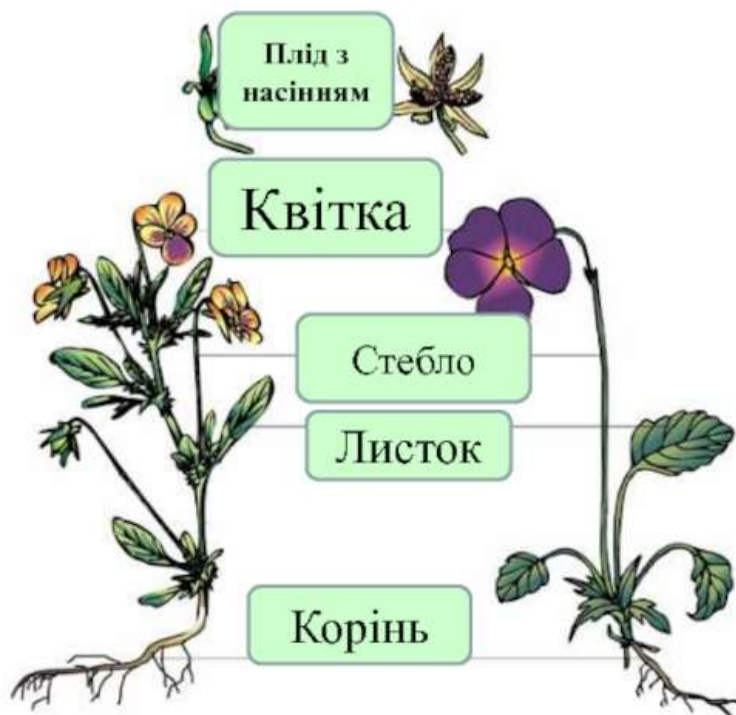 Плід з
насінням
Квітка
Стебло
Листок
Корінь